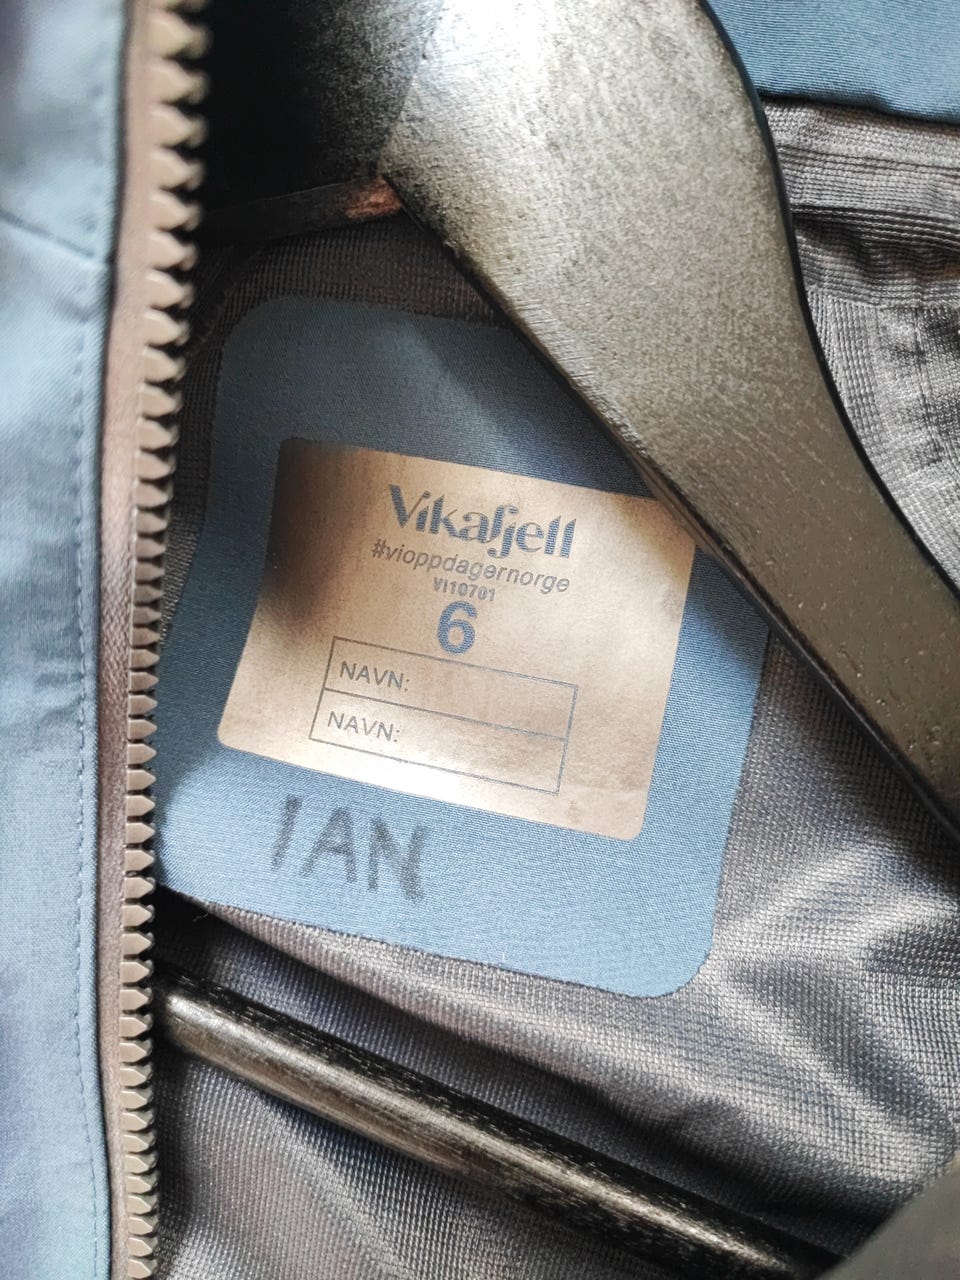 Vikafjell
#vioppdagernorge
VI10701
6
NAVN:
NAVN:
IAN